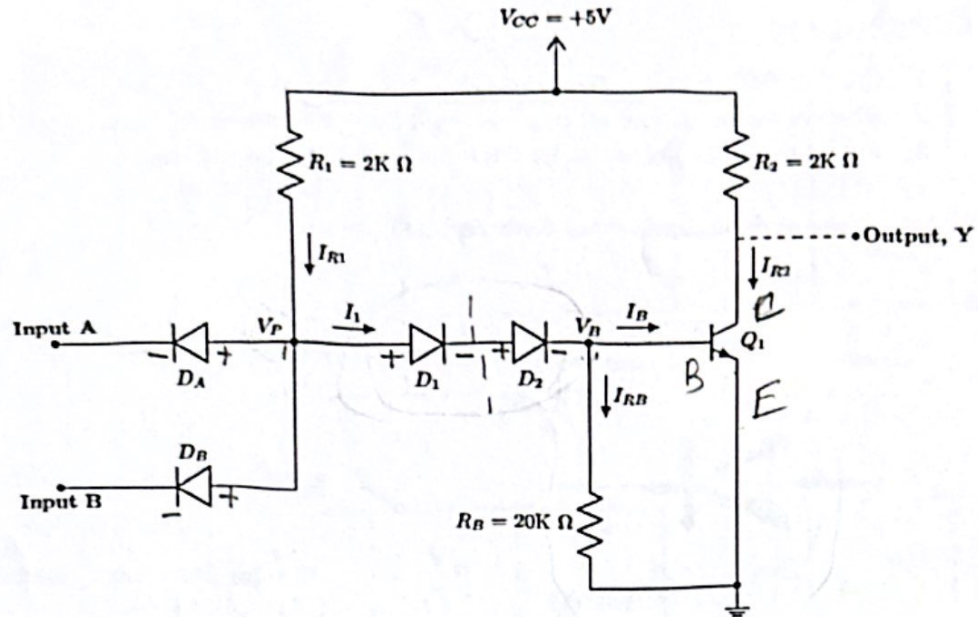 VCC = +5V
R1 = 2K Ω
R2 = 2K Ω
Output, Y
IR1
IR2
C
Input A
VP
I1
VB
IB
Q1
- +
+ - + -
DA
D1
D2
B
E
IRB
DB
Input B
- +
RB = 20K Ω